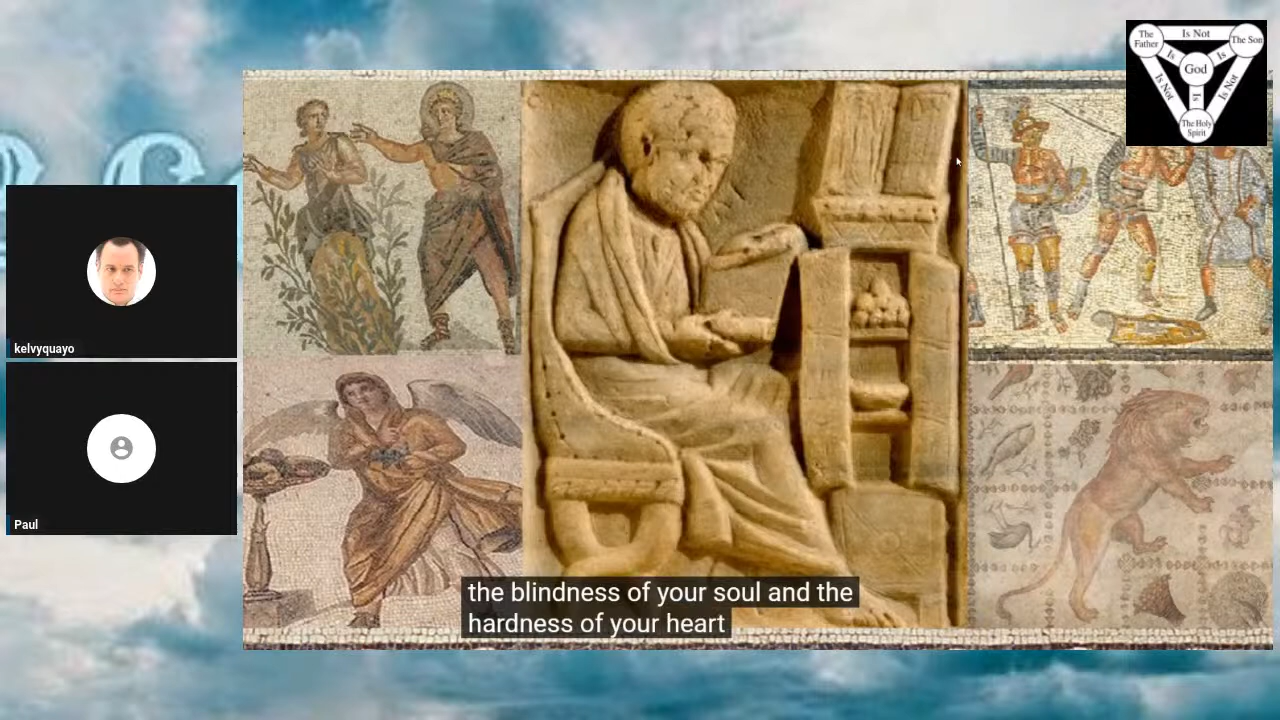 The
Father
Is Not
The Son
Is
Is
God
Is Not
Is
Is Not
The Holy
Spirit
kelvyquayo
Paul
the blindness of your soul and the
hardness of your heart